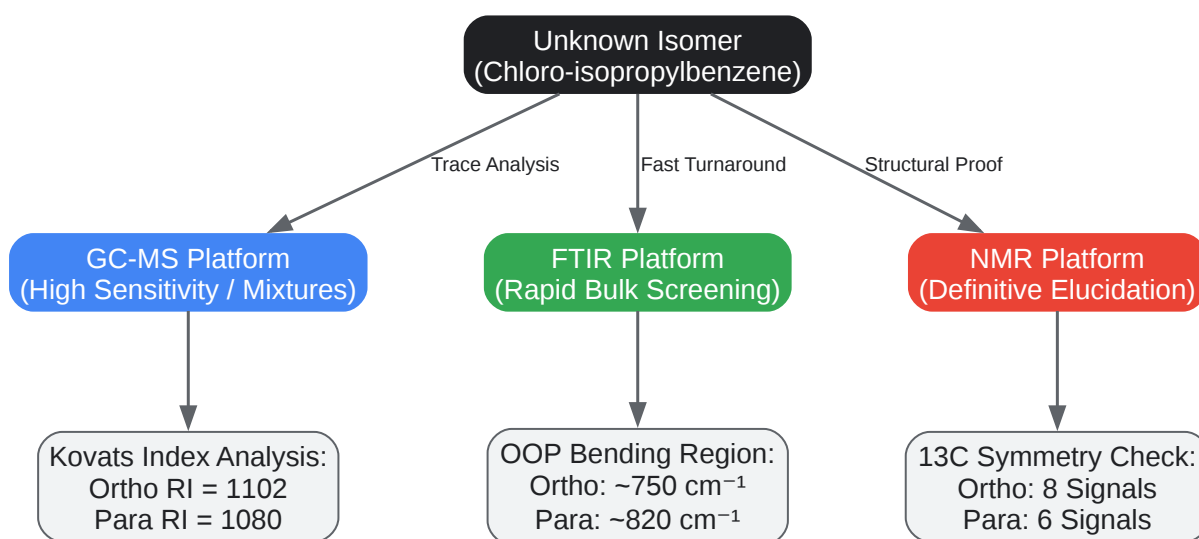 Unknown Isomer
(Chloro-isopropylbenzene)
Trace Analysis
Fast Turnaround
Structural Proof
GC-MS Platform
(High Sensitivity / Mixtures)
FTIR Platform
(Rapid Bulk Screening)
NMR Platform
(Definitive Elucidation)
Kovats Index Analysis:
Ortho RI = 1102
Para RI = 1080
OOP Bending Region:
Ortho: ~750 cm⁻¹
Para: ~820 cm⁻¹
13C Symmetry Check:
Ortho: 8 Signals
Para: 6 Signals